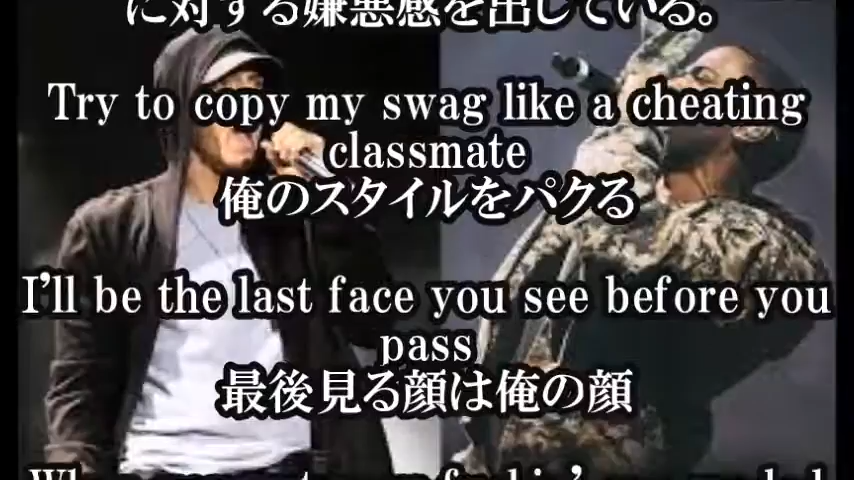 に対する嫌悪感を出している。
Try to copy my swag like a cheating
classmate
俺のスタイルをパクる
I'll be the last face you see before you
pass
最後見る顔は俺の顔